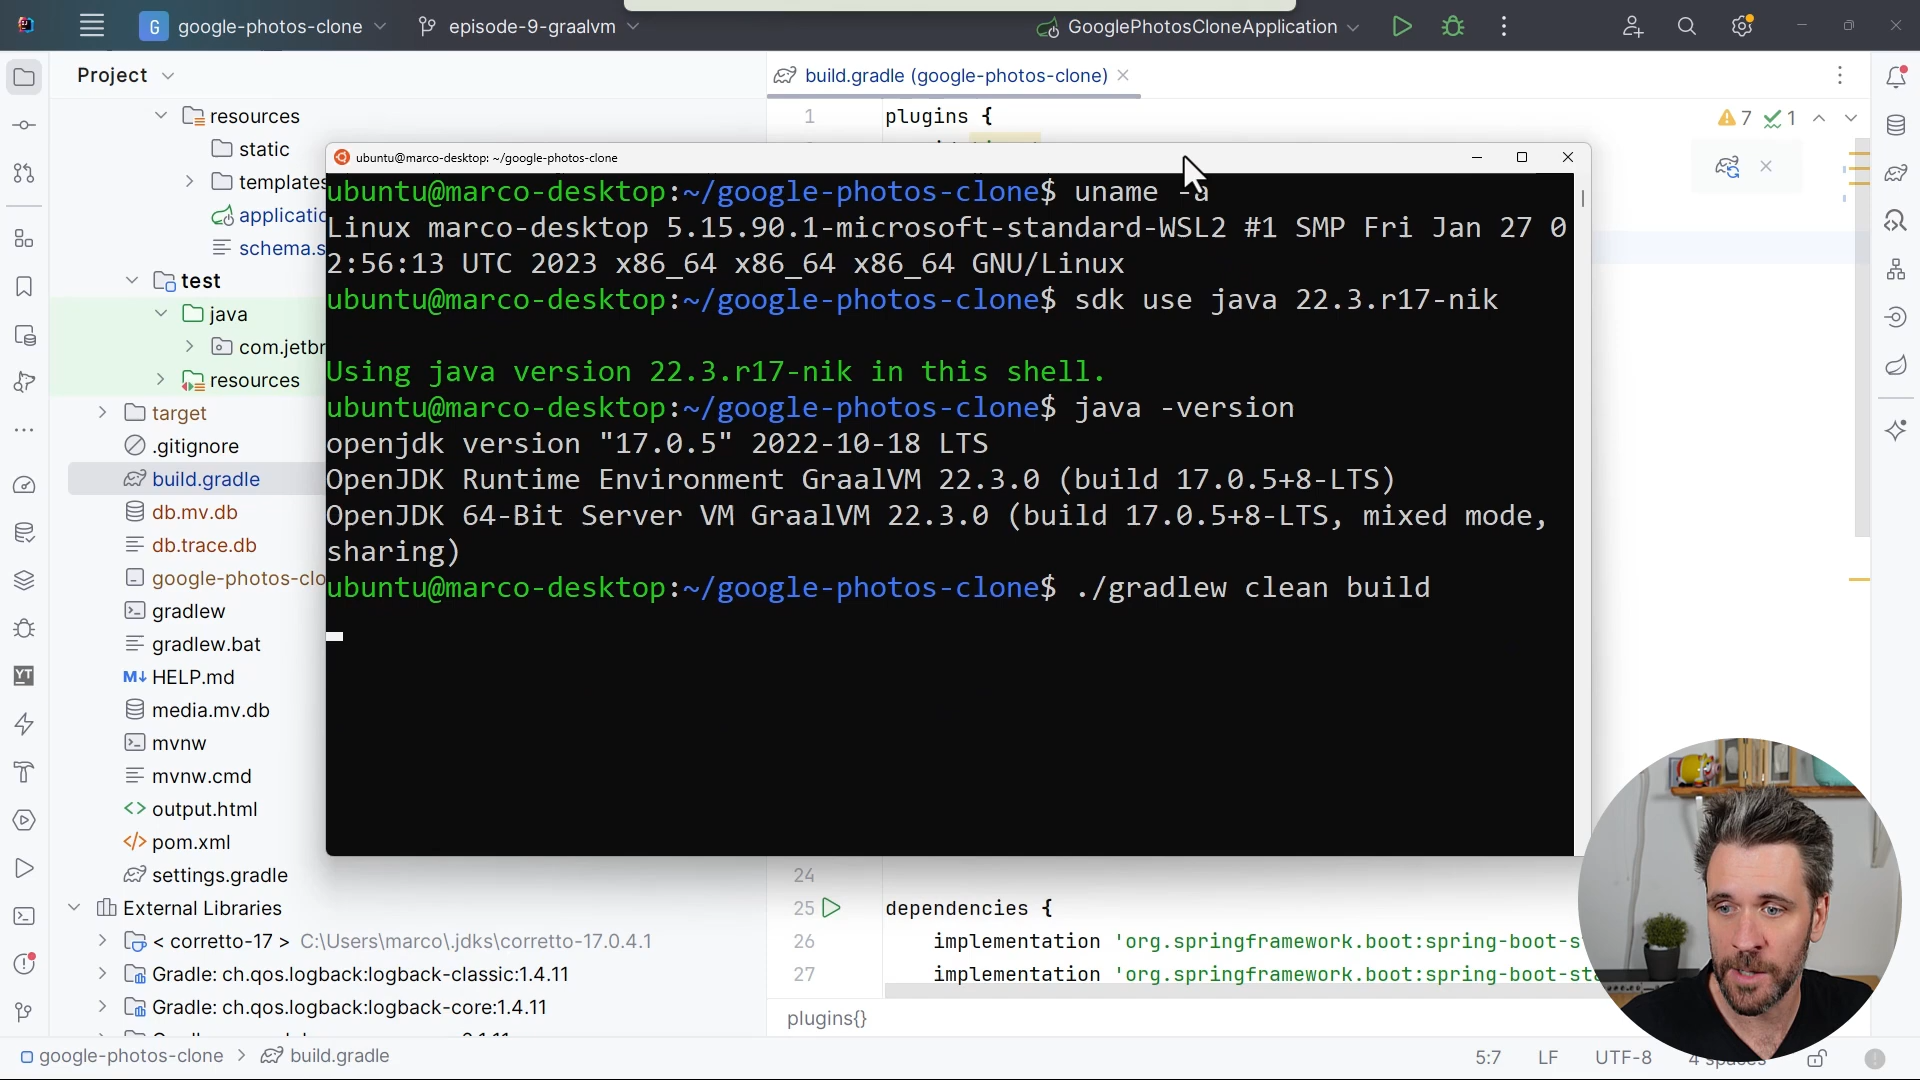 G google-photos-clone
episode-9-graalvm
GooglePhotosCloneApplication
Project
build.gradle (google-photos-clone)
resources
static
templates
applicatio
schema.s
test
java
com.jetbr
resources
target
.gitignore
build.gradle
db.mv.db
db.trace.db
google-photos-clo
gradlew
gradlew.bat
M↓ HELP.md
media.mv.db
mvnw
mvnw.cmd
output.html
pom.xml
settings.gradle
External Libraries
< corretto-17 > C:\Users\marco\.jdks\corretto-17.0.4.1
Gradle: ch.qos.logback:logback-classic:1.4.11
Gradle: ch.qos.logback:logback-core:1.4.11
YT
1 plugins {
7 1
ubuntu@marco-desktop: ~/google-photos-clone
ubuntu@marco-desktop:~/google-photos-clone$ uname -a
Linux marco-desktop 5.15.90.1-microsoft-standard-WSL2 #1 SMP Fri Jan 27 0
2:56:13 UTC 2023 x86_64 x86_64 x86_64 GNU/Linux
ubuntu@marco-desktop:~/google-photos-clone$ sdk use java 22.3.r17-nik
Using java version 22.3.r17-nik in this shell.
ubuntu@marco-desktop:~/google-photos-clone$ java -version
openjdk version "17.0.5" 2022-10-18 LTS
OpenJDK Runtime Environment GraalVM 22.3.0 (build 17.0.5+8-LTS)
OpenJDK 64-Bit Server VM GraalVM 22.3.0 (build 17.0.5+8-LTS, mixed mode,
sharing)
ubuntu@marco-desktop:~/google-photos-clone$ ./gradlew clean build
24
25 dependencies {
26 implementation 'org.springframework.boot:spring-boot-s
27 implementation 'org.springframework.boot:spring-boot-sta
plugins{}
google-photos-clone > build.gradle
5:7 LF UTF-8 4 spaces